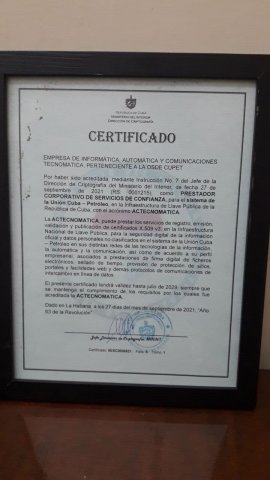 República de Cuba
MINISTERIO DEL INTERIOR
DIRECCIÓN DE CRIPTOGRAFÍA
CERTIFICADO
EMPRESA DE INFORMÁTICA, AUTOMÁTICA Y COMUNICACIONES
TECNOMATICA, PERTENECIENTE A LA OSDE CUPET
Por haber sido acreditada mediante Instrucción No. 7 del Jefe de la
Dirección de Criptografía del Ministerio del Interior, de fecha 27 de
septiembre de 2021 (RE 0001215), como PRESTADOR
CORPORATIVO DE SERVICIOS DE CONFIANZA, para el sistema de
la Unión Cuba – Petróleo, en la Infraestructura de Llave Pública de la
República de Cuba, con el acrónimo ACTECNOMATICA.
La ACTECNOMATICA, puede prestar los servicios de registro, emisión,
validación y publicación de certificados X.509 v3, en la Infraestructura
Nacional de Llave Pública, para la seguridad digital de la información
oficial y datos personales no clasificados en el sistema de la Unión Cuba
– Petróleo en sus distintas redes de las tecnologías de la información,
la automática y la comunicación, así como de acuerdo a su perfil
empresarial, asociados a prestaciones de firma digital de ficheros
electrónicos, sellado de tiempo, provisión de protección de sitios,
portales y facilidades web y demás protocolos de comunicaciones de
intercambio en línea de datos.
El presente certificado tendrá validez hasta julio de 2029, siempre que
se mantenga el cumplimiento de los requisitos por los cuales fue
acreditada la ACTECNOMATICA.
Dado en La Habana, a los 27 días del mes de septiembre de 2021, "Año
63 de la Revolución"
Jefe Dirección de Criptografía, MININT
Folio 9 Tomo 1